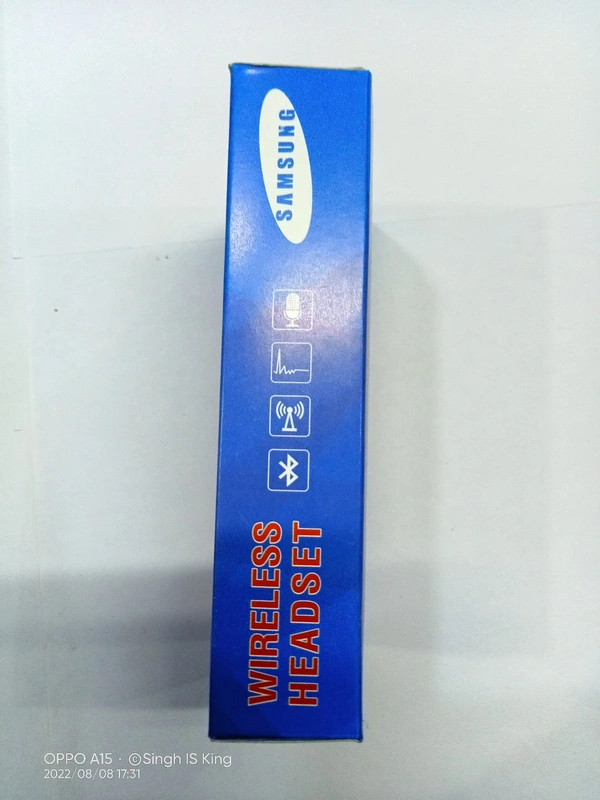 SAMSUNG
WIRELESS
HEADSET
OPPO A15 · ©Singh IS King
2022/08/08 17:31